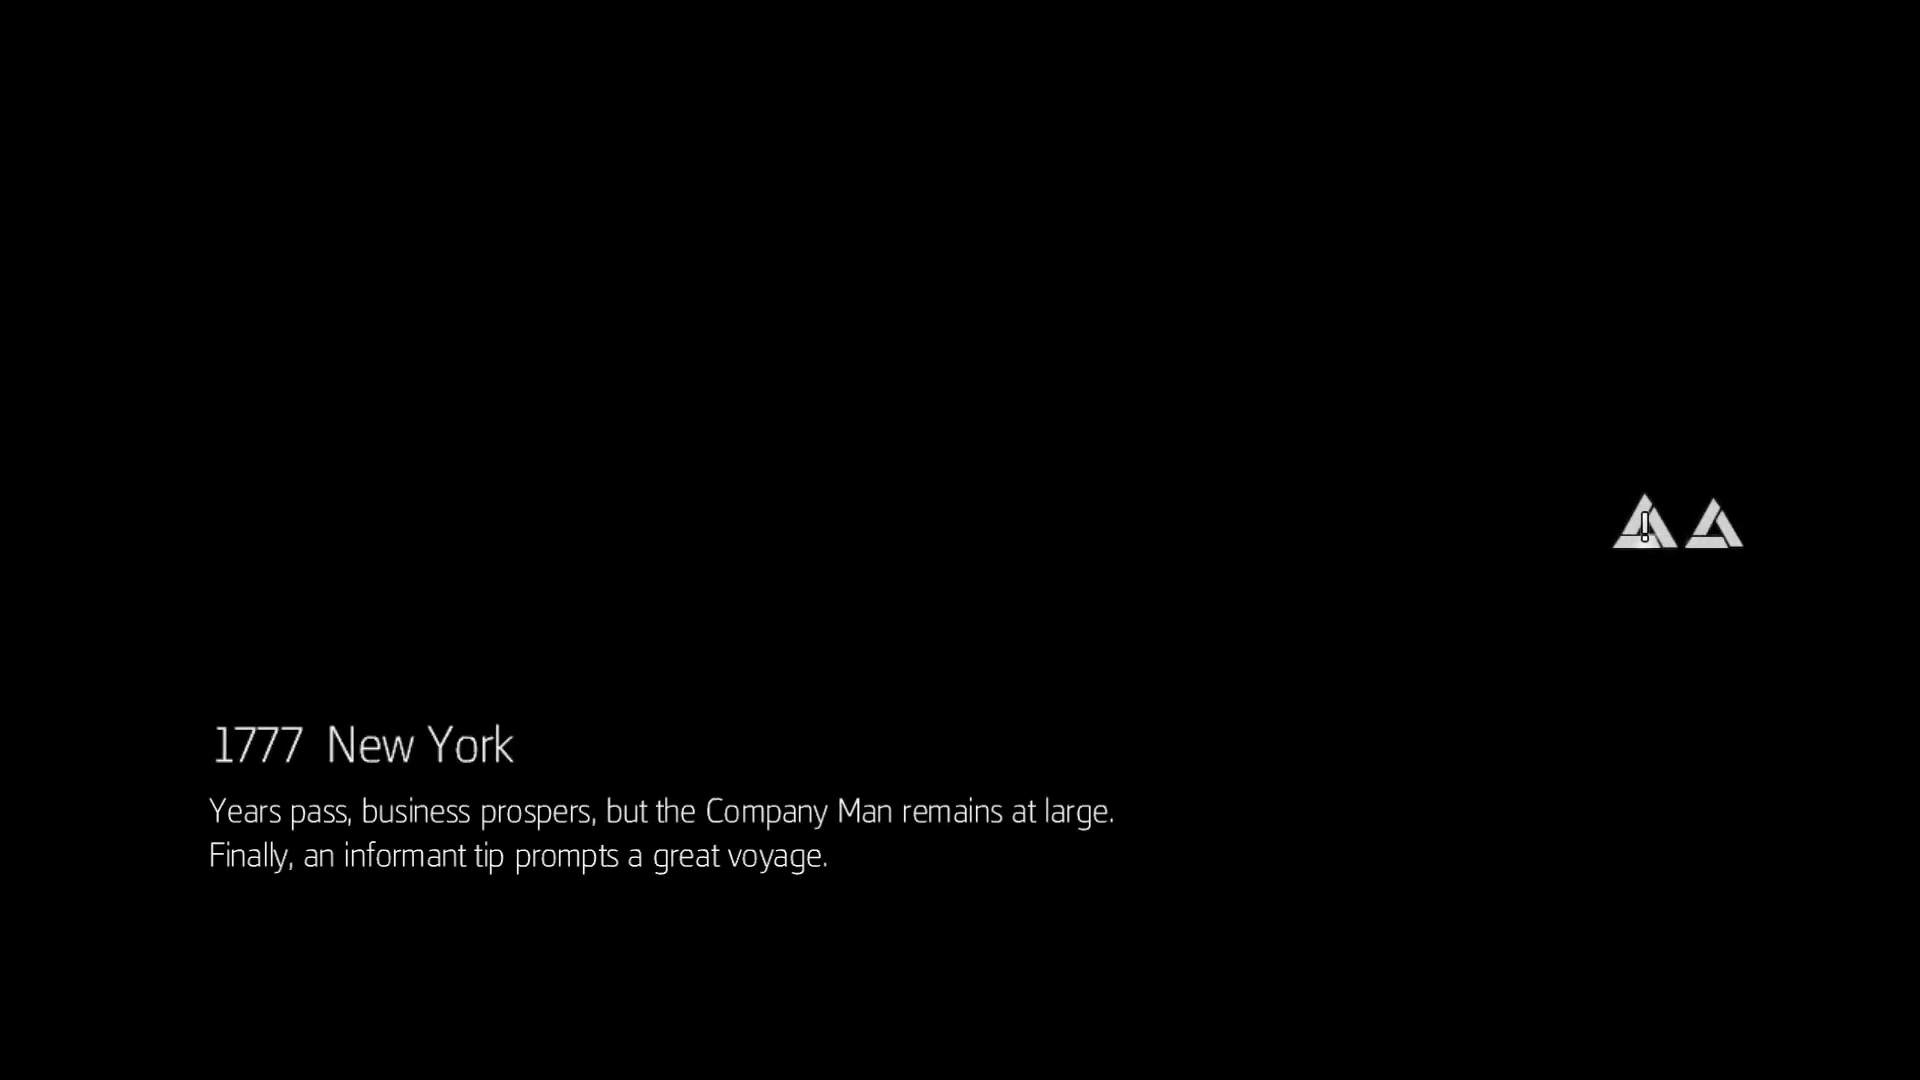 1777 New York
Years pass, business prospers, but the Company Man remains at large.
Finally, an informant tip prompts a great voyage.